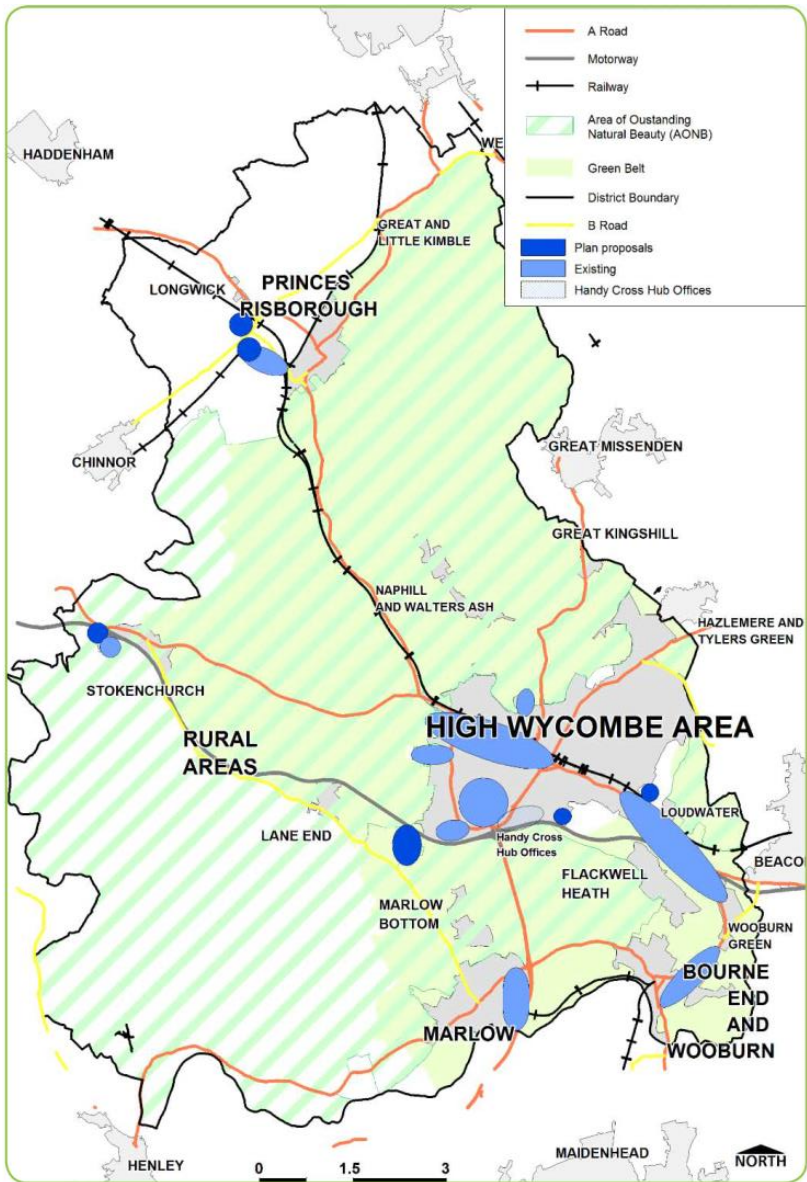 A Road
Motorway
Railway
Area of Oustanding
Natural Beauty (AONB)
Green Belt
District Boundary
B Road
Plan proposals
Existing
Handy Cross Hub Offices
HADDENHAM
WE
GREAT AND
LITTLE KIMBLE
LONGWICK
PRINCES
RISBOROUGH
CHINNOR
GREAT MISSENDEN
GREAT KINGSHILL
NAPHILL
AND WALTERS ASH
HAZLEMERE AND
TYLERS GREEN
STOKENCHURCH
RURAL
AREAS
HIGH WYCOMBE AREA
LOUDWATER
LANE END
Handy Cross
Hub Offices
BEACO
FLACKWELL
HEATH
MARLOW
BOTTOM
WOOBURN
GREEN
BOURNE
END
AND
WOOBURN
MARLOW
HENLEY
0 1.5 3
MAIDENHEAD
NORTH